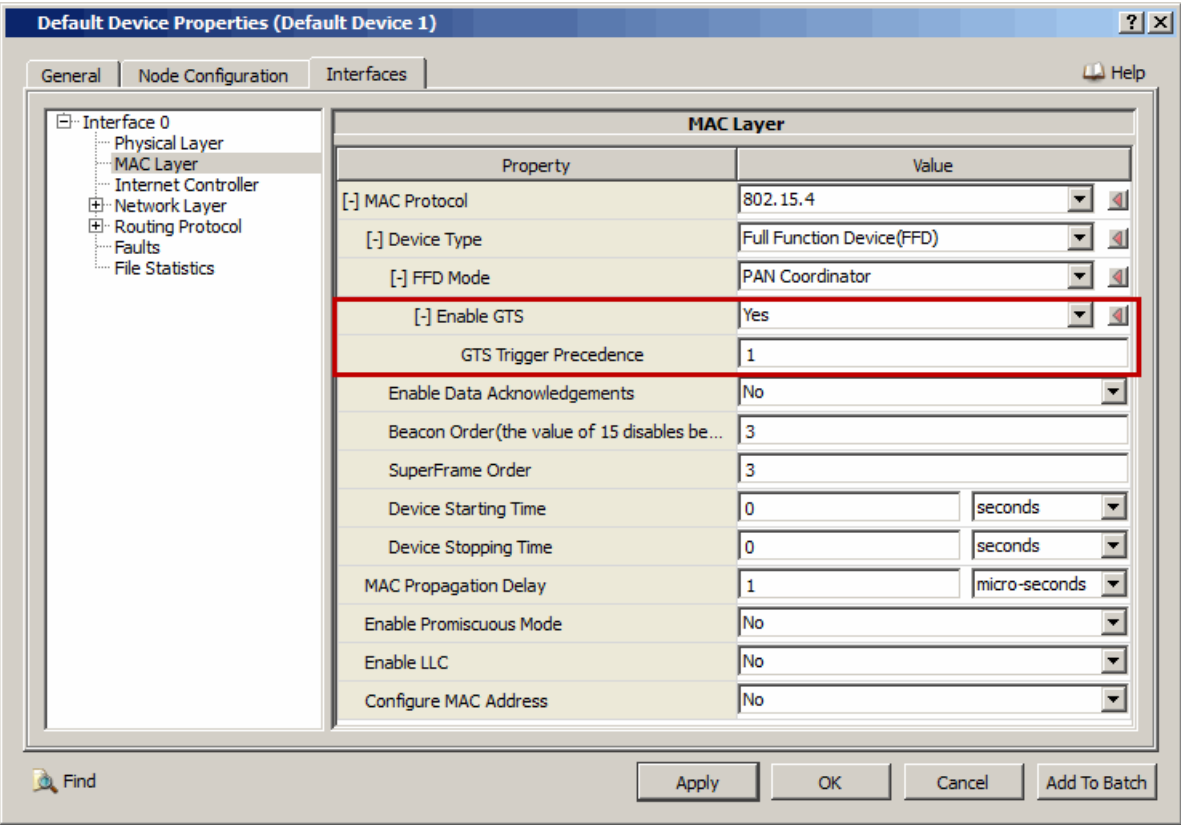 Default Device Properties (Default Device 1)
General
Node Configuration
Interfaces
Help
Interface 0
Physical Layer
MAC Layer
Internet Controller
Network Layer
Routing Protocol
Faults
File Statistics
MAC Layer
Property Value
[-] MAC Protocol 802.15.4
[-] Device Type Full Function Device(FFD)
[-] FFD Mode PAN Coordinator
[-] Enable GTS Yes
GTS Trigger Precedence 1
Enable Data Acknowledgements No
Beacon Order(the value of 15 disables be... 3
SuperFrame Order 3
Device Starting Time 0 seconds
Device Stopping Time 0 seconds
MAC Propagation Delay 1 micro-seconds
Enable Promiscuous Mode No
Enable LLC No
Configure MAC Address No
Find
Apply
OK
Cancel
Add To Batch